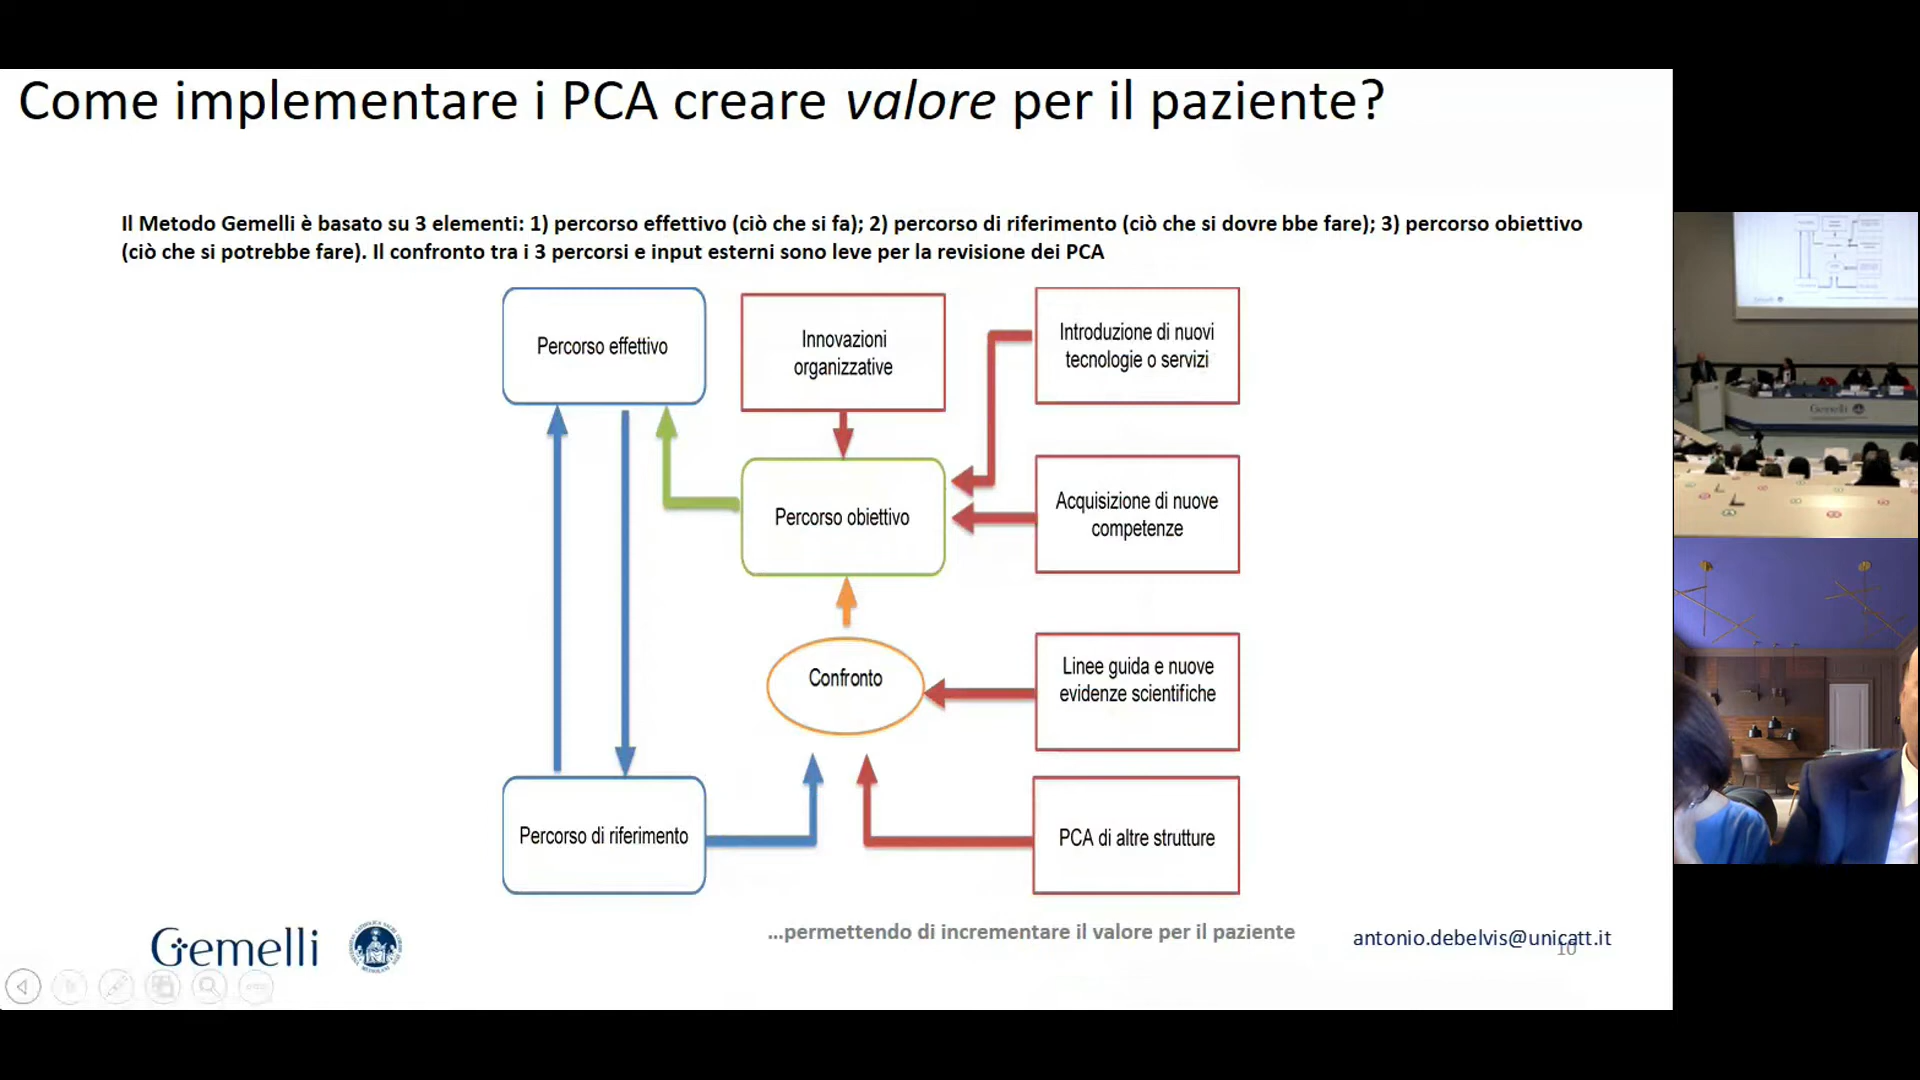 Come implementare i PCA creare valore per il paziente?
Il Metodo Gemelli è basato su 3 elementi: 1) percorso effettivo (ciò che si fa); 2) percorso di riferimento (ciò che si dovre bbe fare); 3) percorso obiettivo
(ciò che si potrebbe fare). Il confronto tra i 3 percorsi e input esterni sono leve per la revisione dei PCA
Percorso effettivo
Innovazioni
organizzative
Introduzione di nuovi
tecnologie o servizi
Percorso obiettivo
Acquisizione di nuove
competenze
Confronto
Linee guida e nuove
evidenze scientifiche
Percorso di riferimento
PCA di altre strutture
Gemelli
...permettendo di incrementare il valore per il paziente
antonio.debelvis@unicatt.it
10
Gemelli